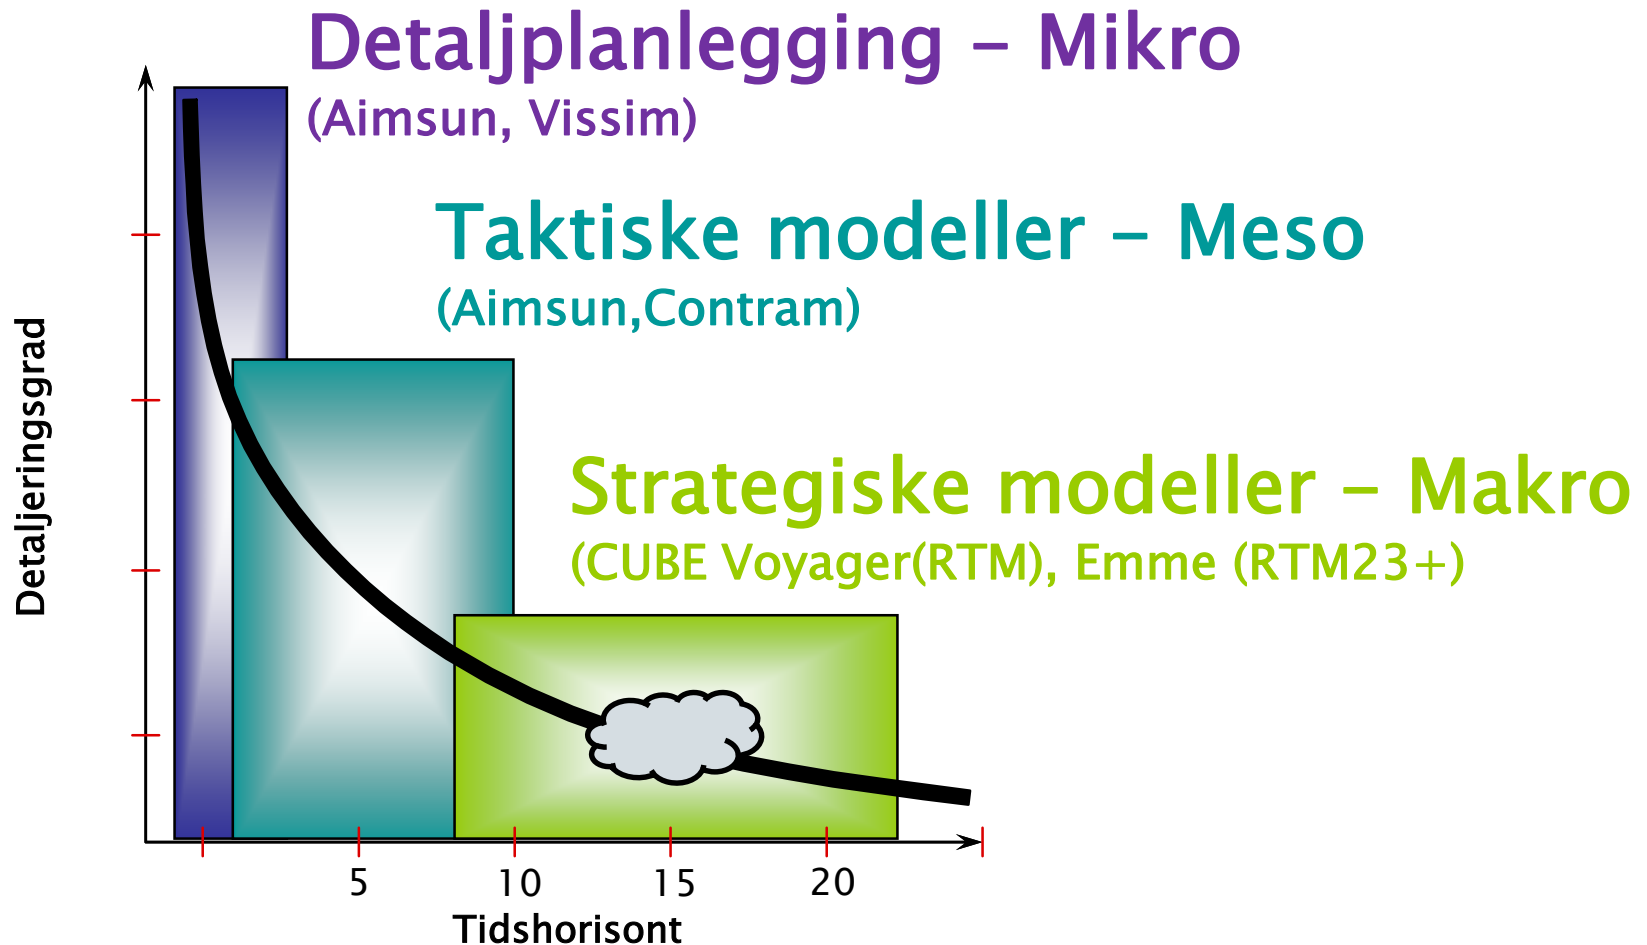 Detaljplanlegging - Mikro
(Aimsun, Vissim)
Taktiske modeller - Meso
(Aimsun,Contram)
Strategiske modeller - Makro
(CUBE Voyager(RTM), Emme (RTM23+)
Detaljeringsgrad
5 10 15 20
Tidshorisont